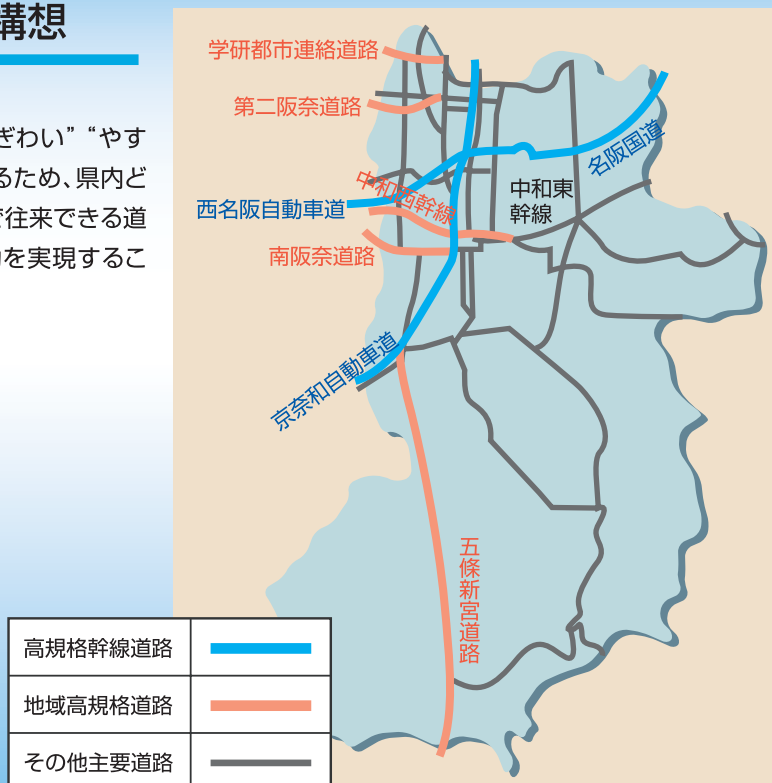 構想
ぎわい” “やす
るため、県内ど
で往来できる道
を実現するこ
学研都市連絡道路
第二阪奈道路
名阪国道
中和西幹線
西名阪自動車道
中和東
幹線
南阪奈道路
京奈和自動車道
五條新宮道路
高規格幹線道路
地域高規格道路
その他主要道路